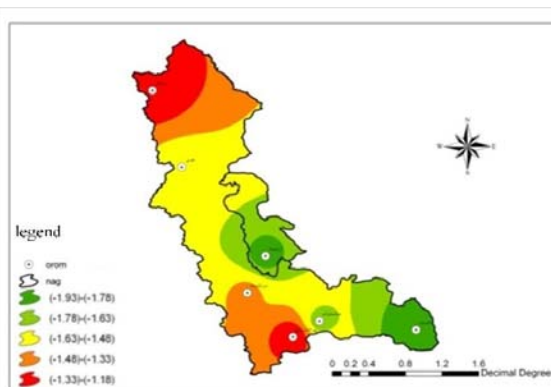 N
W
E
S
legend
orom
nag
(-1.93)-(-1.78)
(-1.78)-(-1.63)
(-1.63)-(-1.48)
(-1.48)-(-1.33)
(-1.33)-(-1.18)
0 0.2 0.4 0.8 1.2 1.6
Decimal Degree